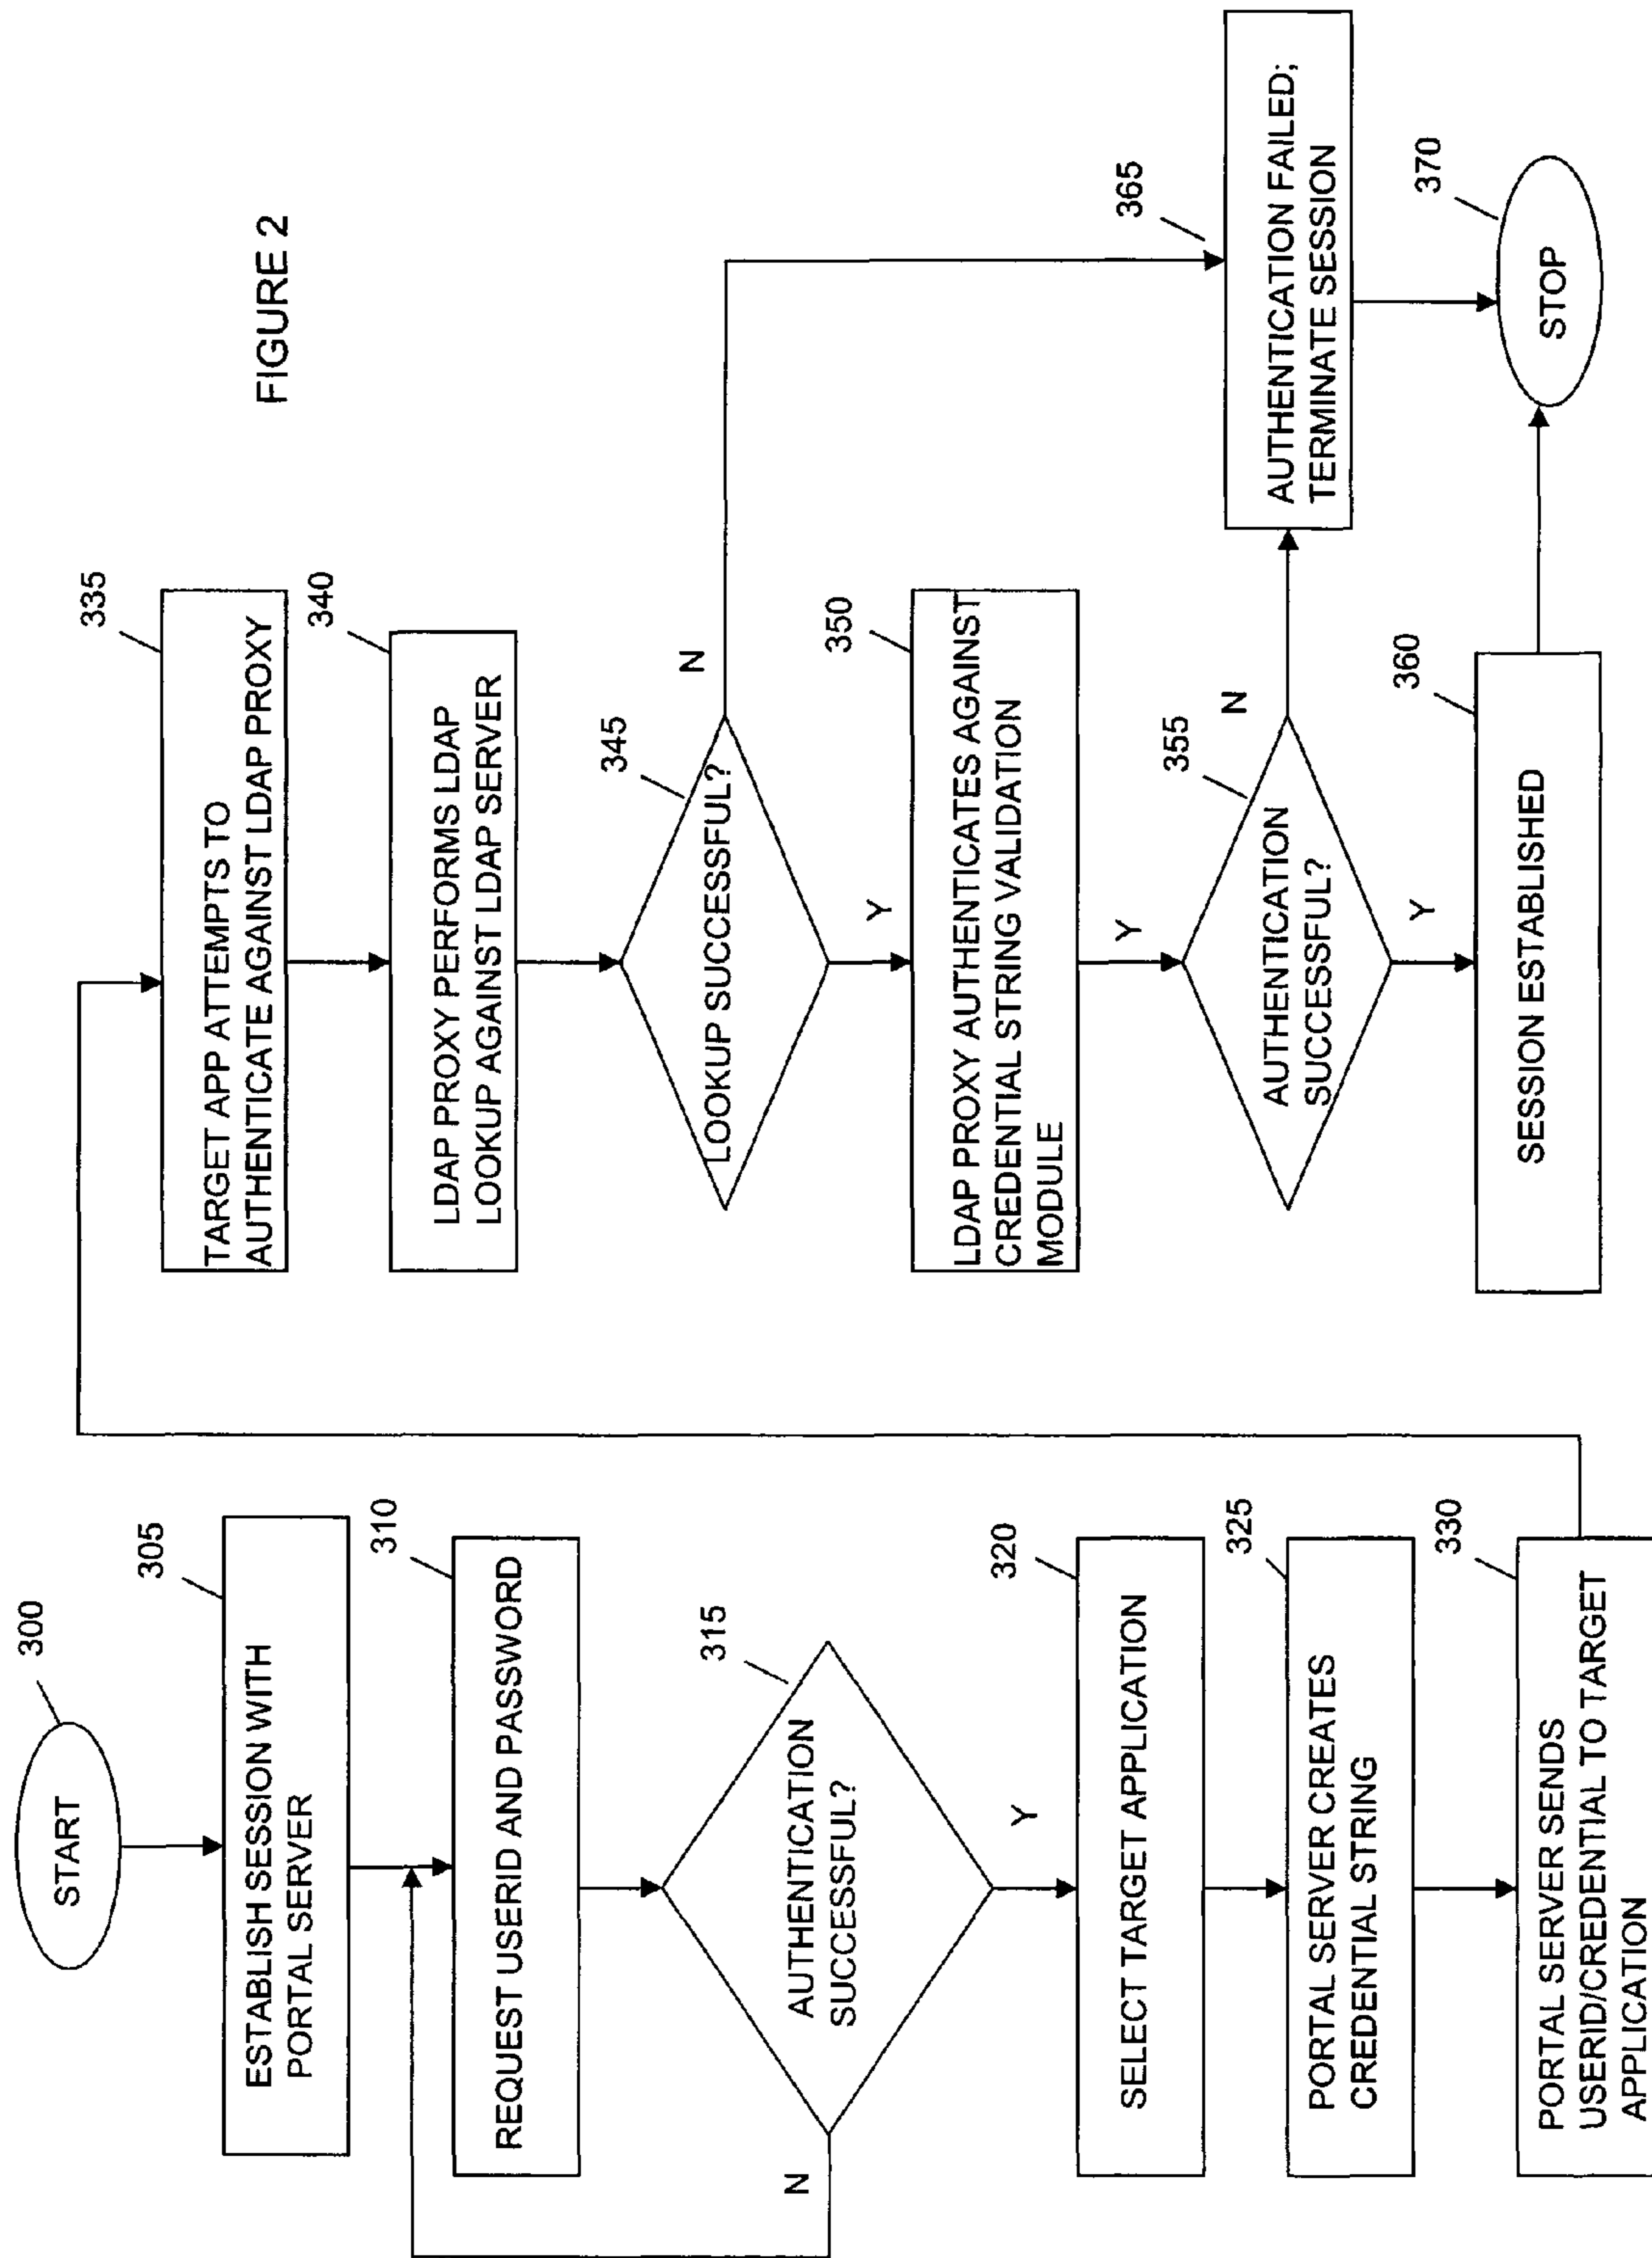 FIGURE 2
300
START
305
ESTABLISH SESSION WITH
PORTAL SERVER
310
REQUEST USERID AND PASSWORD
315
AUTHENTICATION
SUCCESSFUL?
N
Y
320
SELECT TARGET APPLICATION
325
PORTAL SERVER CREATES
CREDENTIAL STRING
330
PORTAL SERVER SENDS
USERID/CREDENTIAL TO TARGET
APPLICATION
335
TARGET APP ATTEMPTS TO
AUTHENTICATE AGAINST LDAP PROXY
340
LDAP PROXY PERFORMS LDAP
LOOKUP AGAINST LDAP SERVER
345
LOOKUP SUCCESSFUL?
N
Y
350
LDAP PROXY AUTHENTICATES AGAINST
CREDENTIAL STRING VALIDATION
MODULE
Y
355
AUTHENTICATION
SUCCESSFUL?
N
Y
360
SESSION ESTABLISHED
365
AUTHENTICATION FAILED;
TERMINATE SESSION
370
STOP